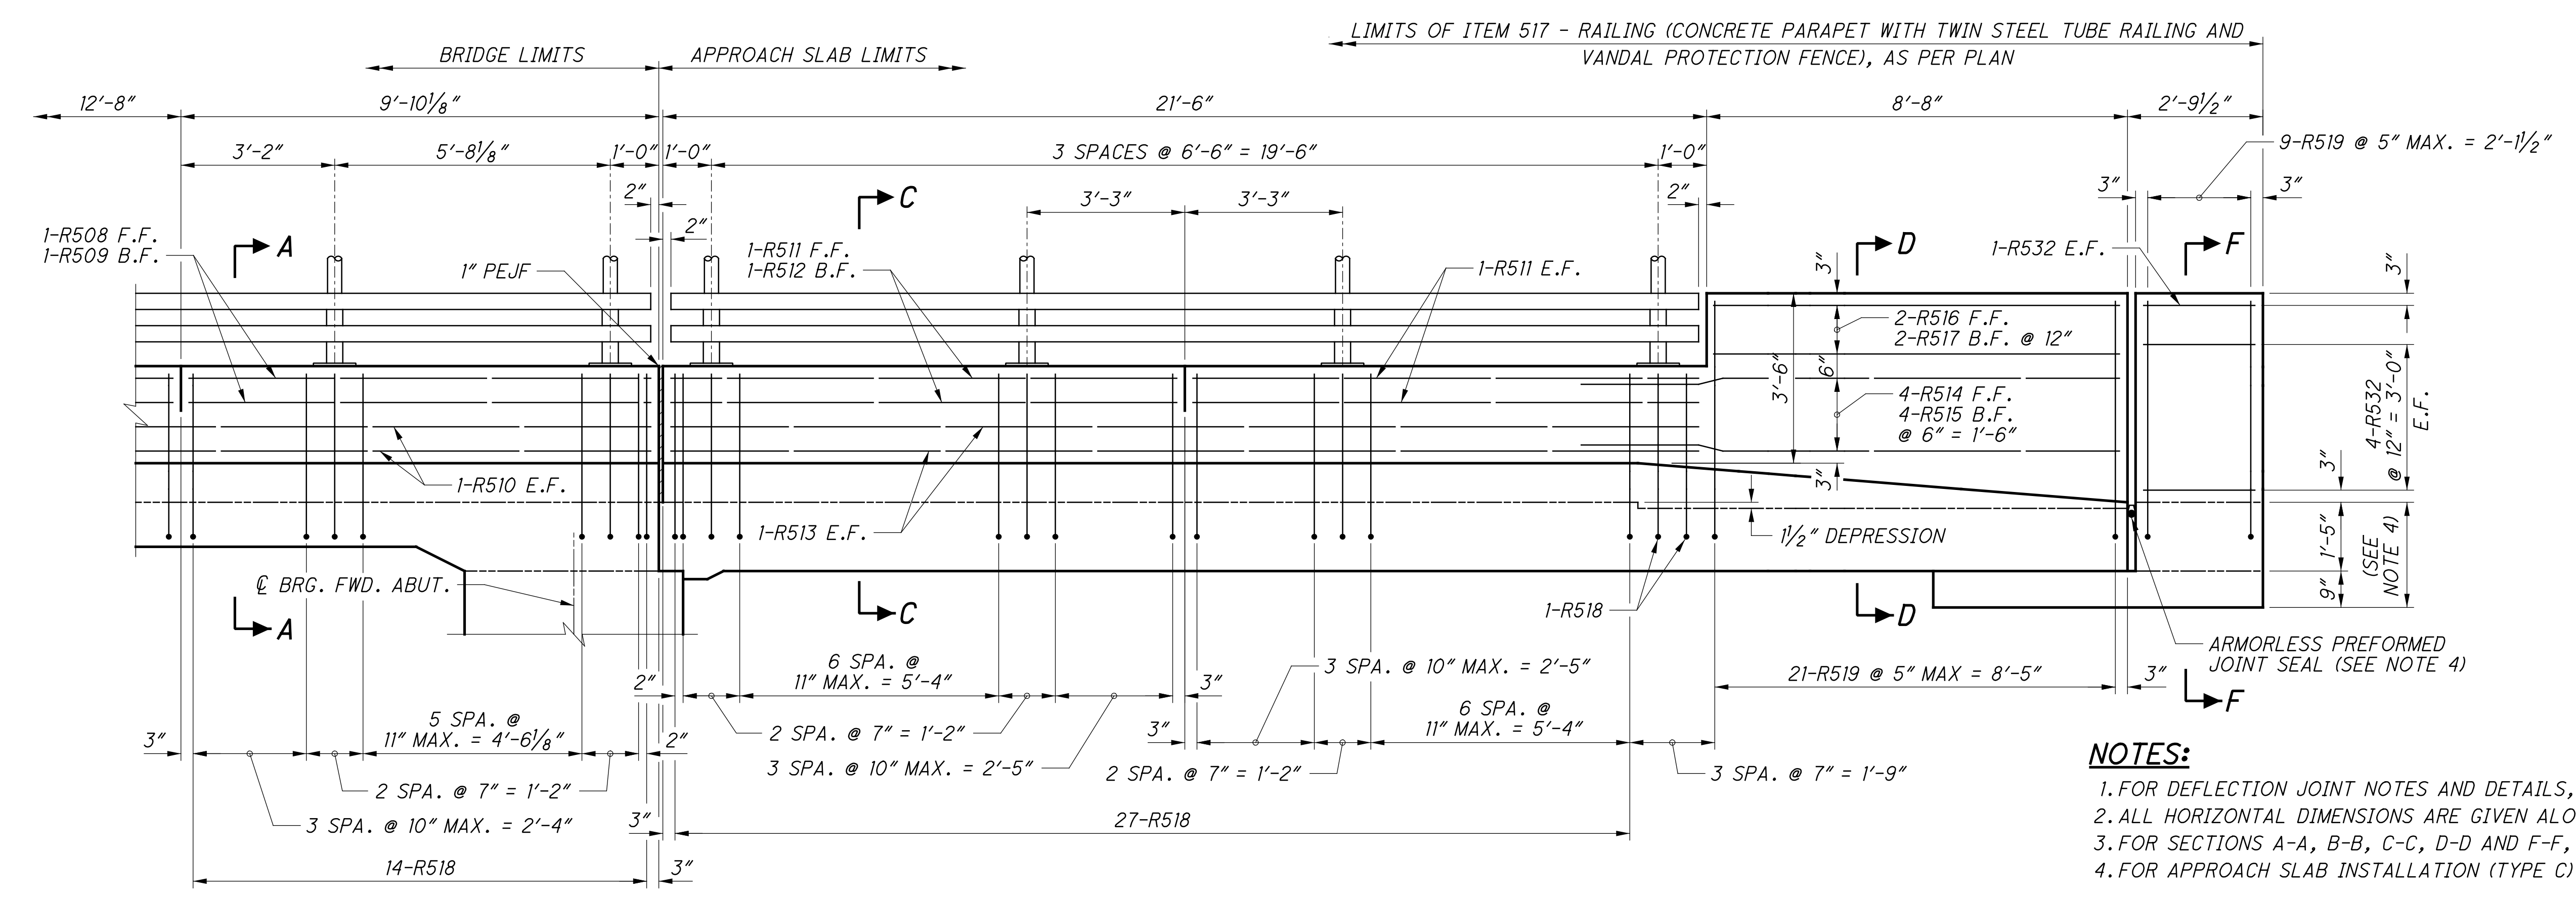 LIMITS OF ITEM 517 - RAILING (CONCRETE PARAPET WITH TWIN STEEL TUBE RAILING AND
VANDAL PROTECTION FENCE), AS PER PLAN
BRIDGE LIMITS
APPROACH SLAB LIMITS
12'-8"
9'-10 1/8"
21'-6"
8'-8"
2'-9 1/2"
3'-2"
5'-8 1/8"
1'-0"
1'-0"
3 SPACES @ 6'-6" = 19'-6"
1'-0"
9-R519 @ 5" MAX. = 2'-1 1/2"
2"
2"
C
3'-3"
3'-3"
2"
3"
3"
1-R508 F.F.
1-R509 B.F.
A
1" PEJF
1-R511 F.F.
1-R512 B.F.
1-R511 E.F.
D
1-R532 E.F.
F
3"
3"
2-R516 F.F.
2-R517 B.F. @ 12"
3'-6"
6"
4-R514 F.F.
4-R515 B.F.
@ 6" = 1'-6"
3"
4-R532
@ 12" = 3'-0"
E.F.
3"
1-R510 E.F.
1-R513 E.F.
1 1/2" DEPRESSION
1'-5"
(SEE
NOTE 4)
9"
℄ BRG. FWD. ABUT.
A
C
1-R518
D
ARMORLESS PREFORMED
JOINT SEAL (SEE NOTE 4)
F
2"
6 SPA. @
11" MAX. = 5'-4"
3"
3 SPA. @ 10" MAX. = 2'-5"
21-R519 @ 5" MAX = 8'-5"
3"
3"
5 SPA. @
11" MAX. = 4'-6 1/8"
2"
2 SPA. @ 7" = 1'-2"
3"
6 SPA. @
11" MAX. = 5'-4"
3 SPA. @ 10" MAX. = 2'-5"
2 SPA. @ 7" = 1'-2"
3 SPA. @ 7" = 1'-9"
2 SPA. @ 7" = 1'-2"
3 SPA. @ 10" MAX. = 2'-4"
3"
27-R518
14-R518
3"
NOTES:
1. FOR DEFLECTION JOINT NOTES AND DETAILS,
2. ALL HORIZONTAL DIMENSIONS ARE GIVEN ALO
3. FOR SECTIONS A-A, B-B, C-C, D-D AND F-F,
4. FOR APPROACH SLAB INSTALLATION (TYPE C)